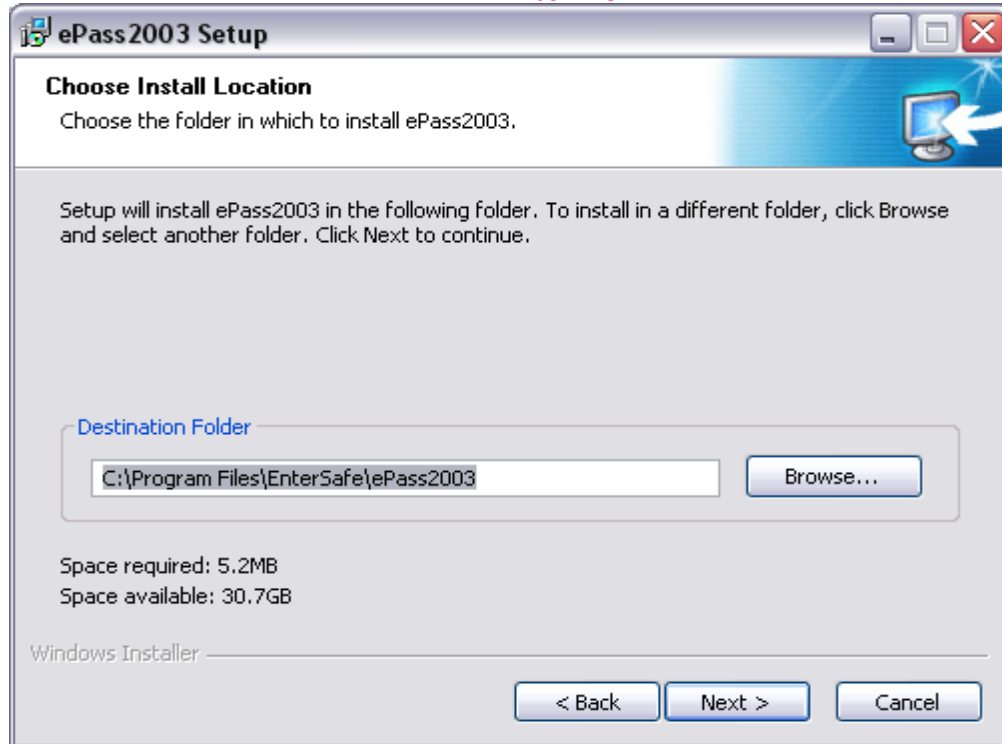 ePass2003 Setup
Choose Install Location
Choose the folder in which to install ePass2003.
Setup will install ePass2003 in the following folder. To install in a different folder, click Browse
and select another folder. Click Next to continue.
Destination Folder
C:\Program Files\EnterSafe\ePass2003
Browse...
Space required: 5.2MB
Space available: 30.7GB
Windows Installer
< Back
Next >
Cancel